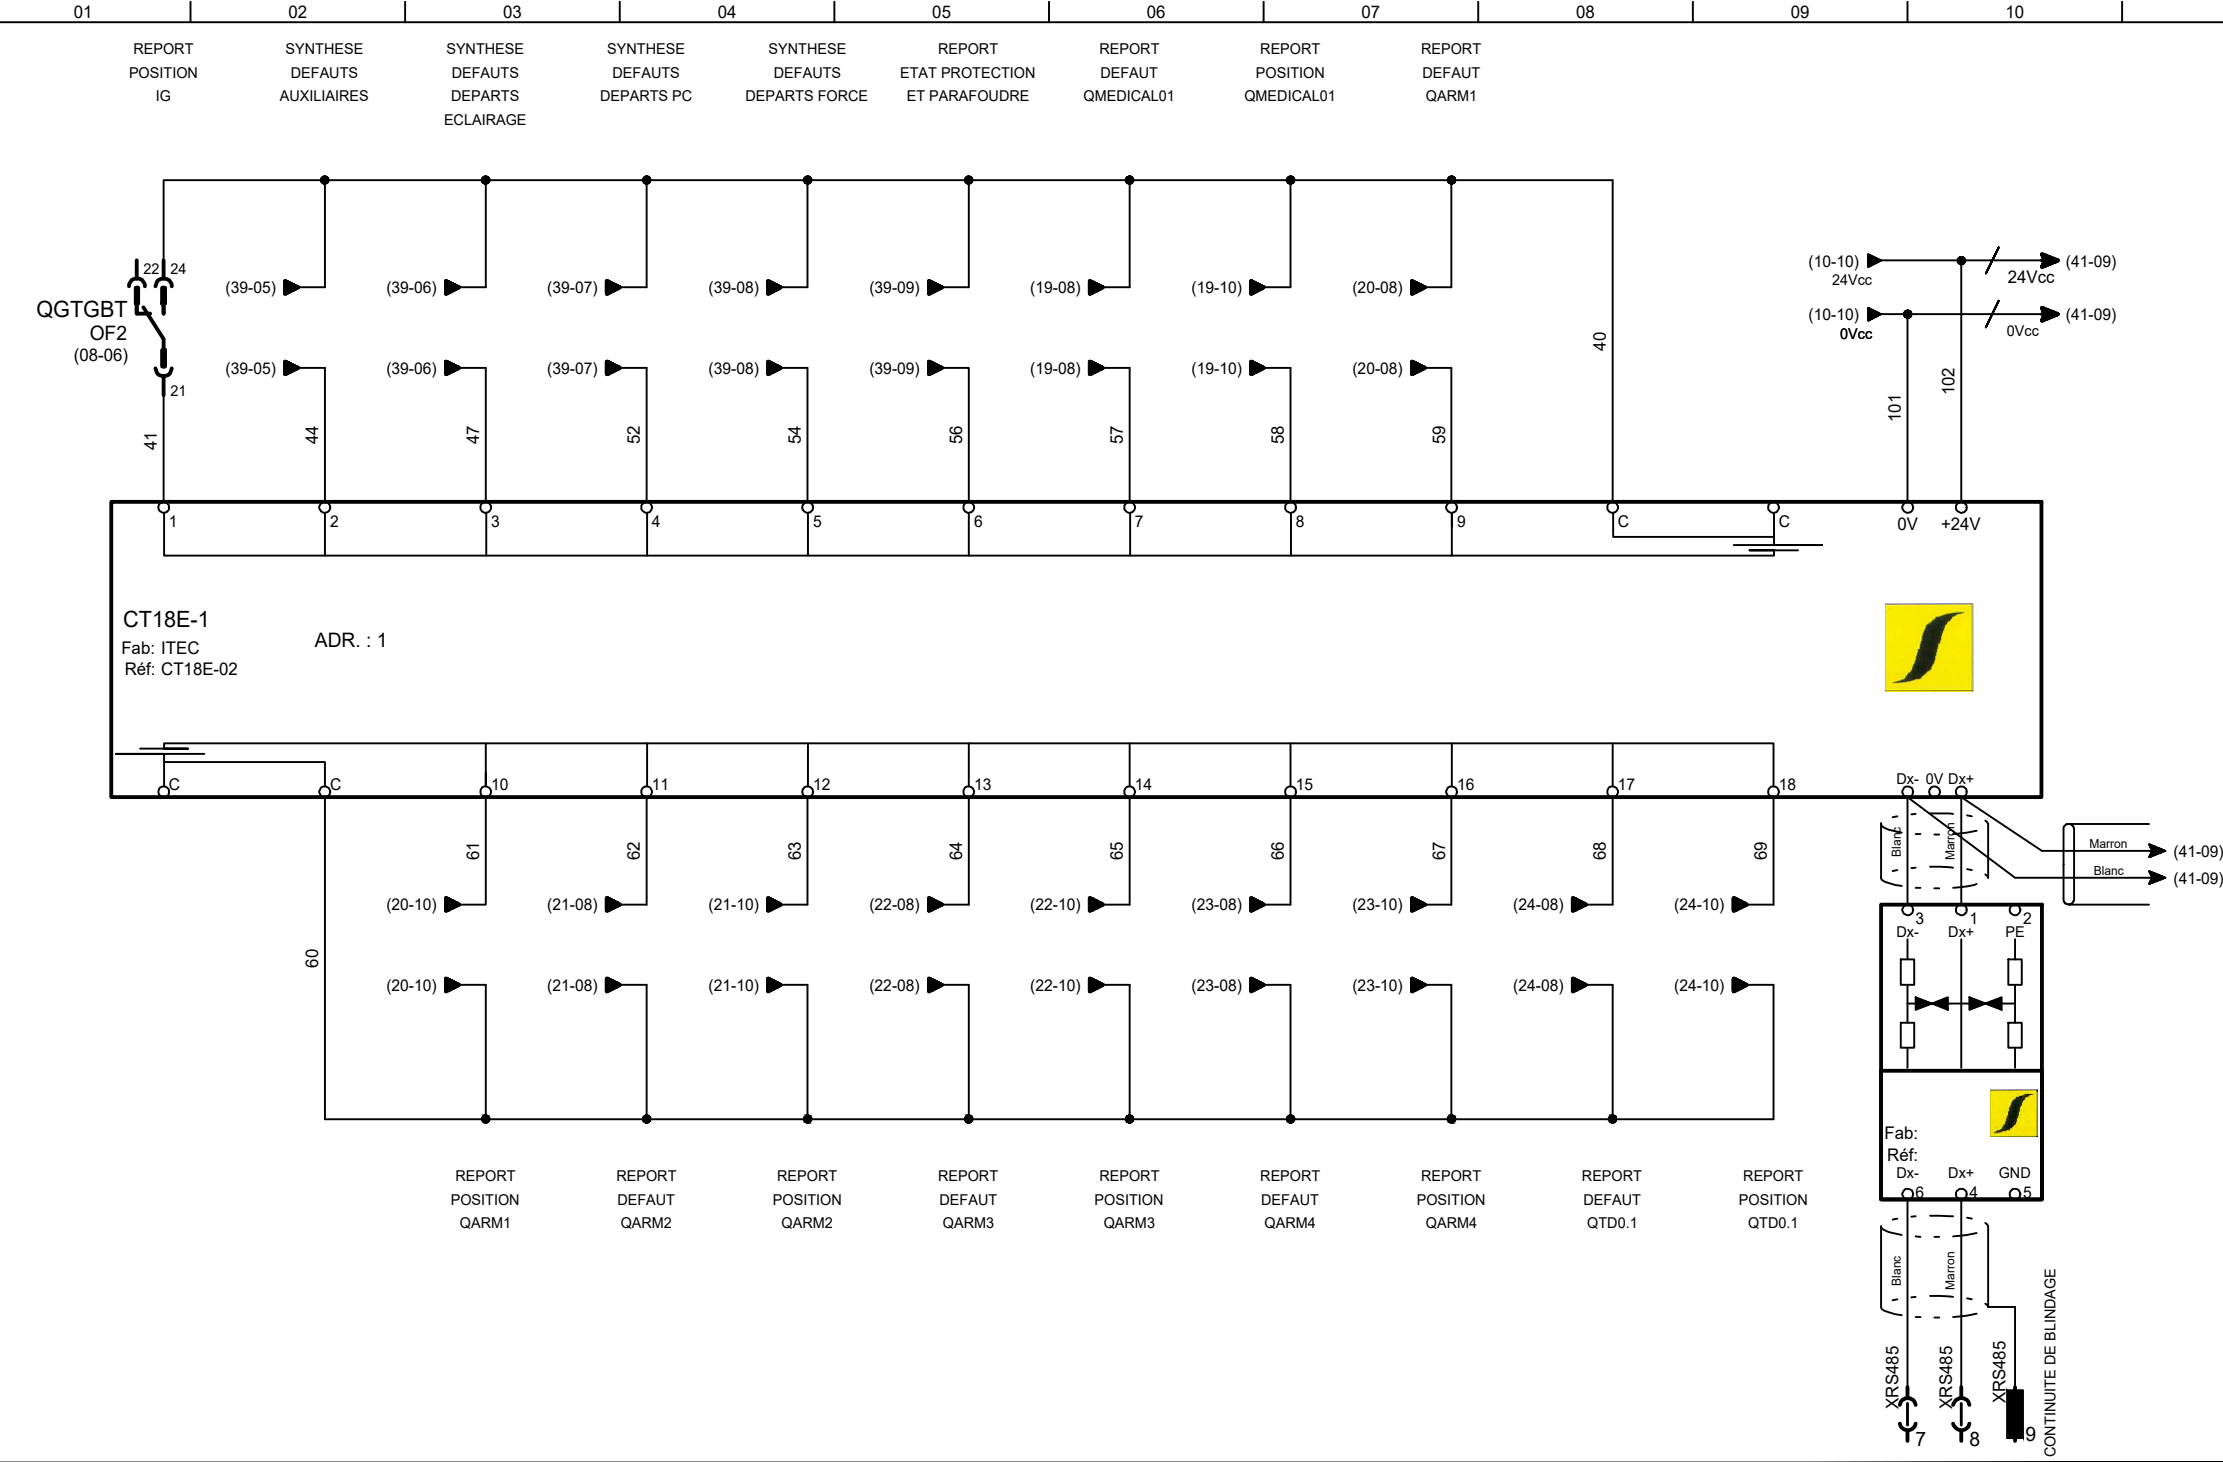 01 02 03 04 05 06 07 08 09 10
REPORT
POSITION
IG
SYNTHESE
DEFAUTS
AUXILIAIRES
SYNTHESE
DEFAUTS
DEPARTS
ECLAIRAGE
SYNTHESE
DEFAUTS
DEPARTS PC
SYNTHESE
DEFAUTS
DEPARTS FORCE
REPORT
ETAT PROTECTION
ET PARAFOUDRE
REPORT
DEFAUT
QMEDICAL01
REPORT
POSITION
QMEDICAL01
REPORT
DEFAUT
QARM1
22 24
QGTGBT
OF2
(08-06)
21
(39-05) (39-06) (39-07) (39-08) (39-09) (19-08) (19-10) (20-08)
(39-05) (39-06) (39-07) (39-08) (39-09) (19-08) (19-10) (20-08)
(10-10)
24Vcc
24Vcc
(41-09)
(10-10)
0Vcc
0Vcc
(41-09)
41 44 47 52 54 56 57 58 59 40 101 102
1 2 3 4 5 6 7 8 9 C C 0V +24V
CT18E-1
Fab: ITEC
Réf: CT18E-02
ADR. : 1
C C 10 11 12 13 14 15 16 17 18 Dx- 0V Dx+
60 61 62 63 64 65 66 67 68 69
Blanc
Marron
Marron
(41-09)
Blanc
(41-09)
(20-10) (21-08) (21-10) (22-08) (22-10) (23-08) (23-10) (24-08) (24-10)
(20-10) (21-08) (21-10) (22-08) (22-10) (23-08) (23-10) (24-08) (24-10)
3 1 2
Dx- Dx+ PE
Fab:
Réf:
Dx- Dx+ GND
6 4 5
REPORT
POSITION
QARM1
REPORT
DEFAUT
QARM2
REPORT
POSITION
QARM2
REPORT
DEFAUT
QARM3
REPORT
POSITION
QARM3
REPORT
DEFAUT
QARM4
REPORT
POSITION
QARM4
REPORT
DEFAUT
QTD0.1
REPORT
POSITION
QTD0.1
Blanc
Marron
XRS485
XRS485
XRS485
7 8 9
CONTINUITE DE BLINDAGE